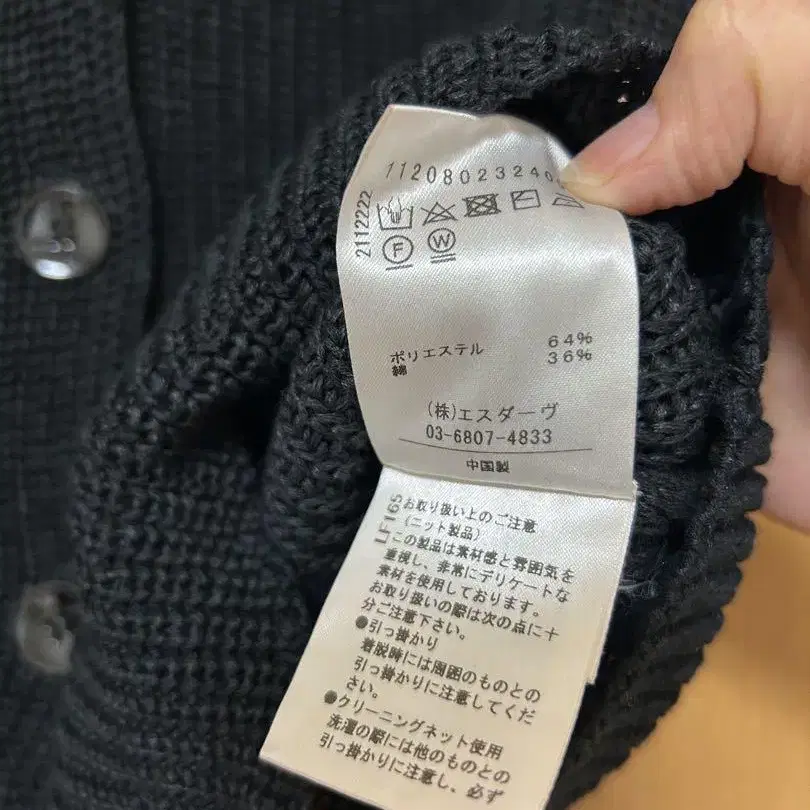 112080232240
2112222
F W
ポリエステル 64%
綿 36%
(株)エスダーヴ
03-6807-4833
中国製
LF165
お取り扱い上のご注意
(ニット製品)
この製品は素材感と雰囲気を
重視し、非常にデリケートな
素材を使用しております。
お取り扱いの際は次の点に十
分ご注意下さい。
●引っ掛かり
着脱時には周囲のものとの
引っ掛かりに注意してくだ
さい。
●クリーニングネット使用
洗濯の際には他のものとの
引っ掛かりに注意し、必ず